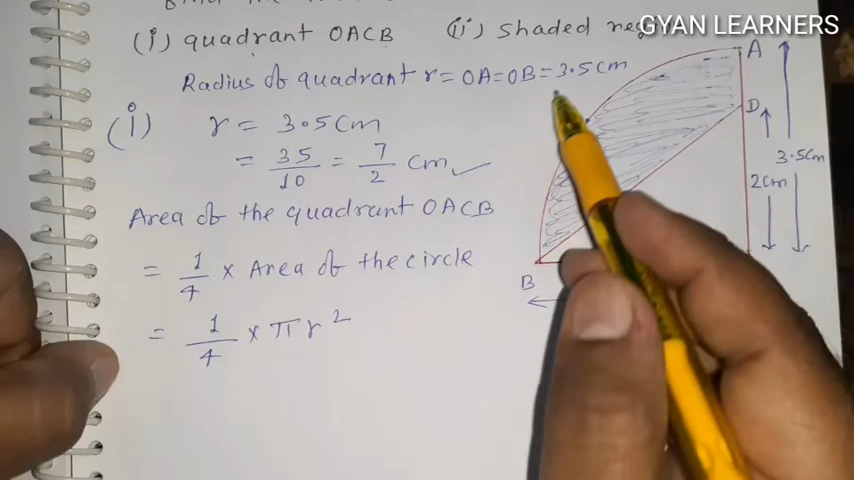 GYAN LEARNERS
(i) quadrant OACB (ii) shaded
Radius of quadrant r = OA = OB = 3.5 cm
(i) r = 3.5 cm
= 35/10 = 7/2 cm ✓
Area of the quadrant OACB
= 1/4 × Area of the circle
= 1/4 × πr²
A
D
3.5cm
2cm
B